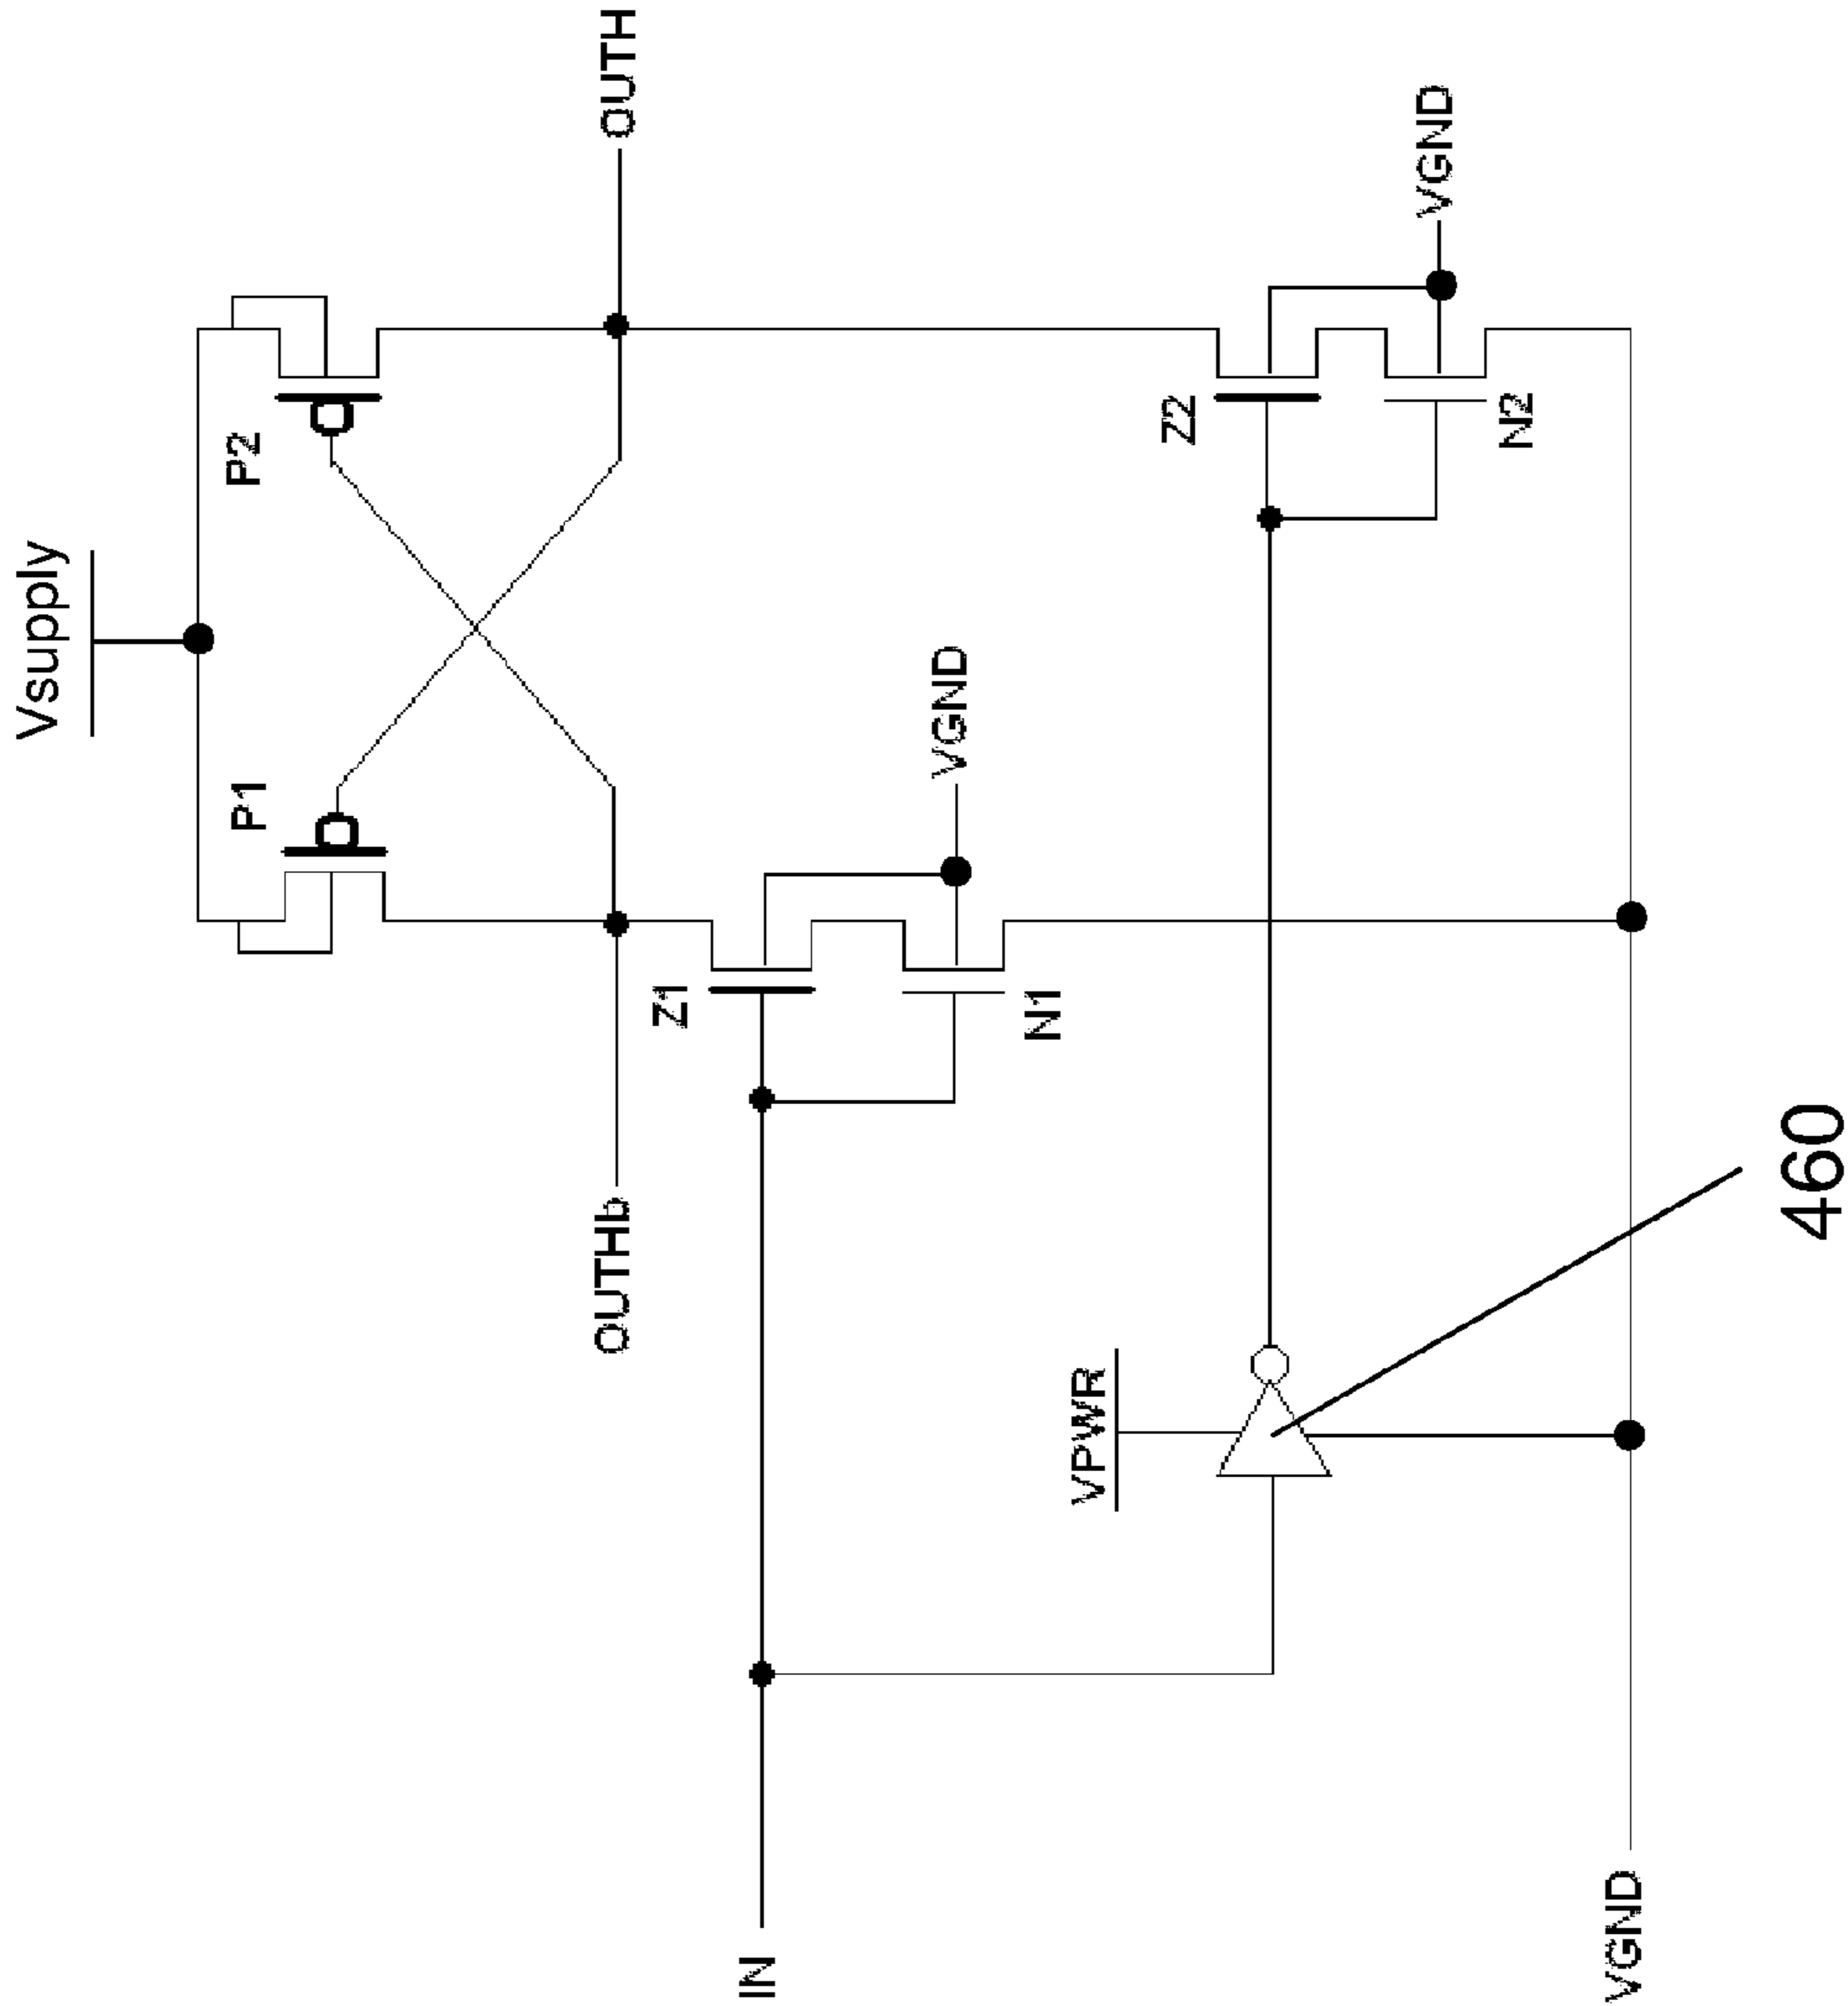 Vsupply
P1
P2
OUTHb
OUTH
Z1
N1
VGND
IN
VPWR
Z2
N2
VGND
VGND
460